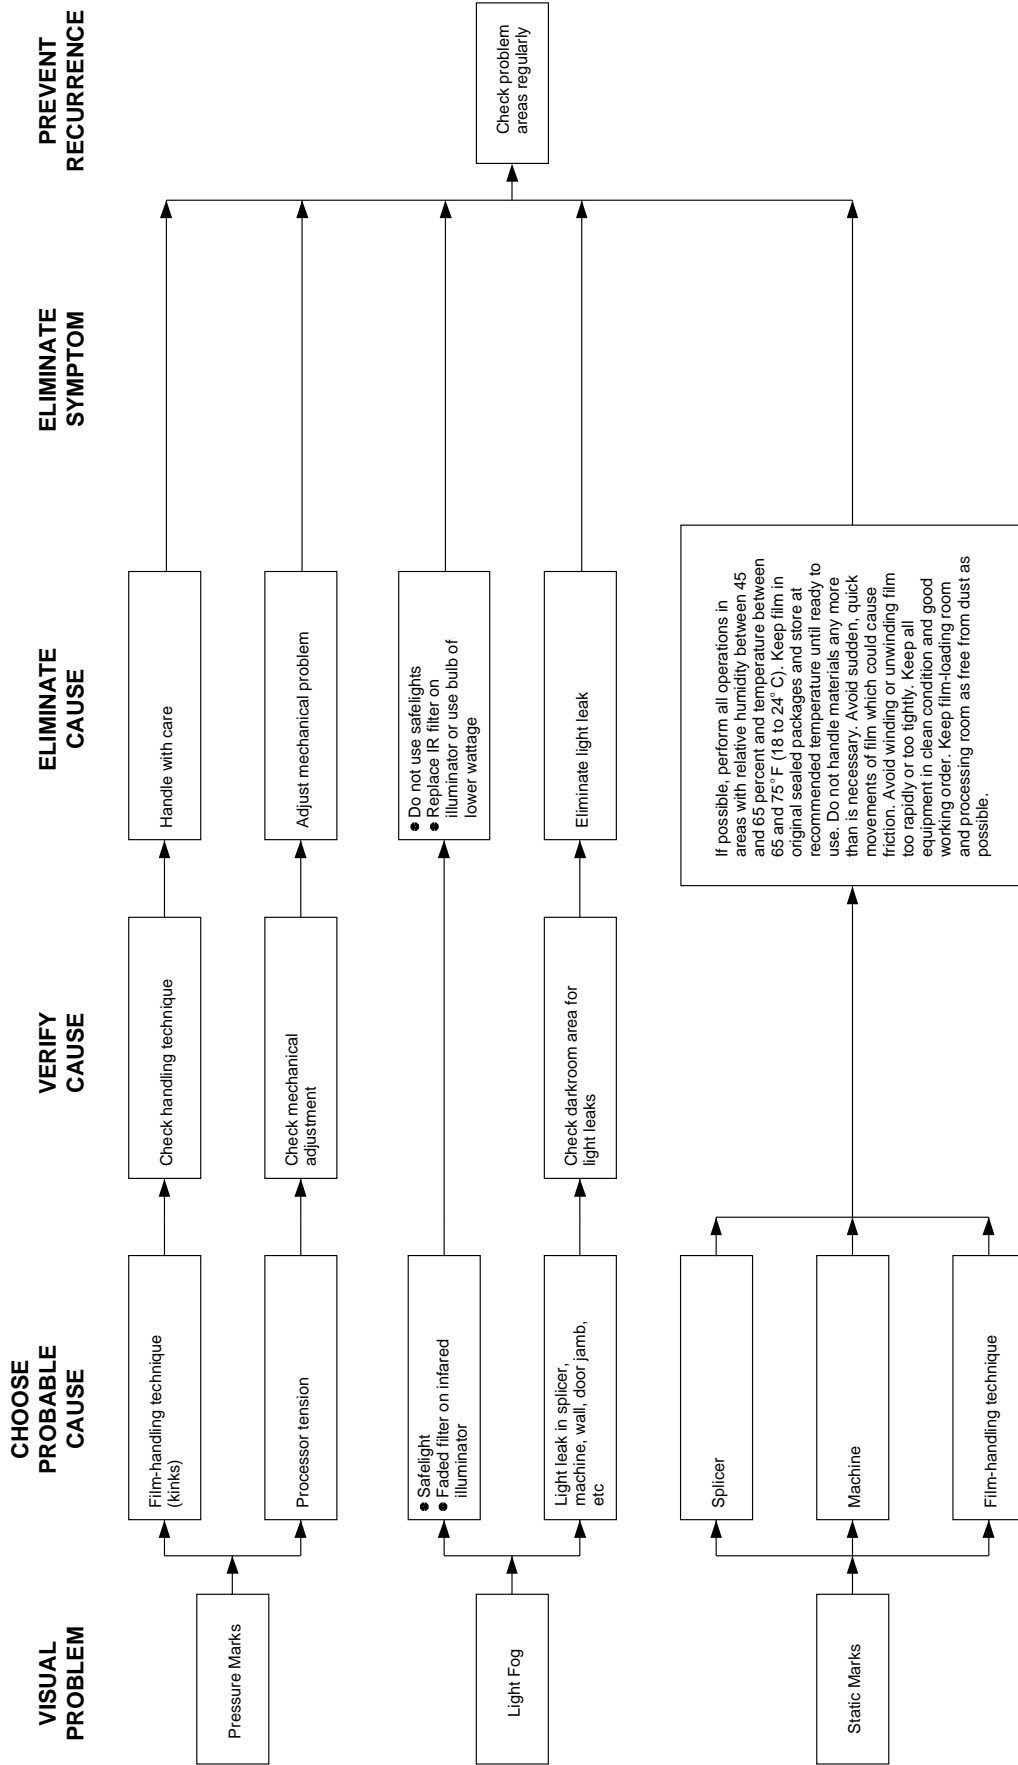 VISUAL
PROBLEM
CHOOSE
PROBABLE
CAUSE
VERIFY
CAUSE
ELIMINATE
CAUSE
ELIMINATE
SYMPTOM
PREVENT
RECURRENCE
Pressure Marks
Film-handling technique
(kinks)
Check handling technique
Handle with care
Processor tension
Check mechanical
adjustment
Adjust mechanical problem
Light Fog
● Safelight
● Faded filter on infared
illuminator
● Do not use safelights
● Replace IR filter on
illuminator or use bulb of
lower wattage
Light leak in splicer,
machine, wall, door jamb,
etc
Check darkroom area for
light leaks
Eliminate light leak
Static Marks
Splicer
Machine
Film-handling technique
If possible, perform all operations in
areas with relative humidity between 45
and 65 percent and temperature between
65 and 75°F (18 to 24°C). Keep film in
original sealed packages and store at
recommended temperature until ready to
use. Do not handle materials any more
than is necessary. Avoid sudden, quick
movements of film which could cause
friction. Avoid winding or unwinding film
too rapidly or too tightly. Keep all
equipment in clean condition and good
working order. Keep film-loading room
and processing room as free from dust as
possible.
Check problem
areas regularly